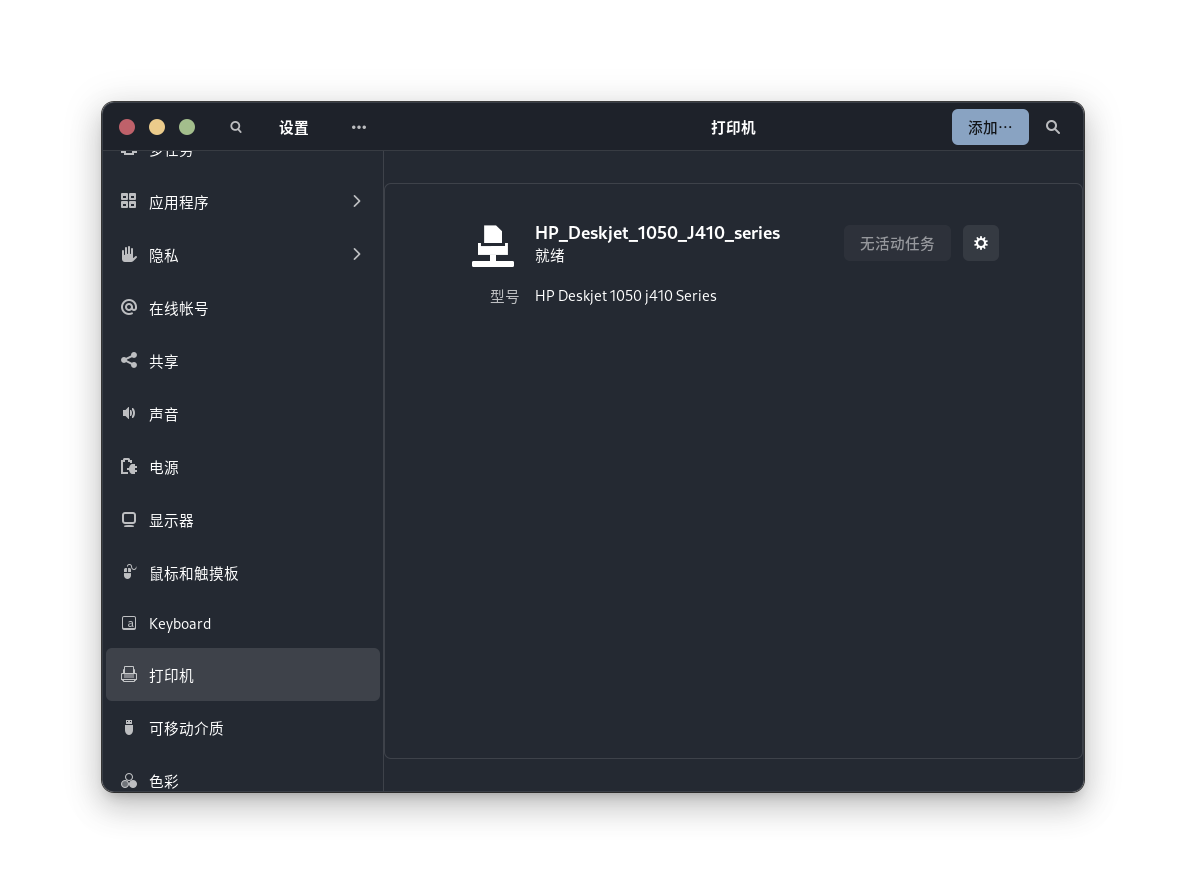 设置
打印机
添加…
多任务
应用程序
隐私
在线帐号
共享
声音
电源
显示器
鼠标和触摸板
Keyboard
打印机
可移动介质
色彩
HP_Deskjet_1050_J410_series
就绪
无活动任务
型号 HP Deskjet 1050 j410 Series